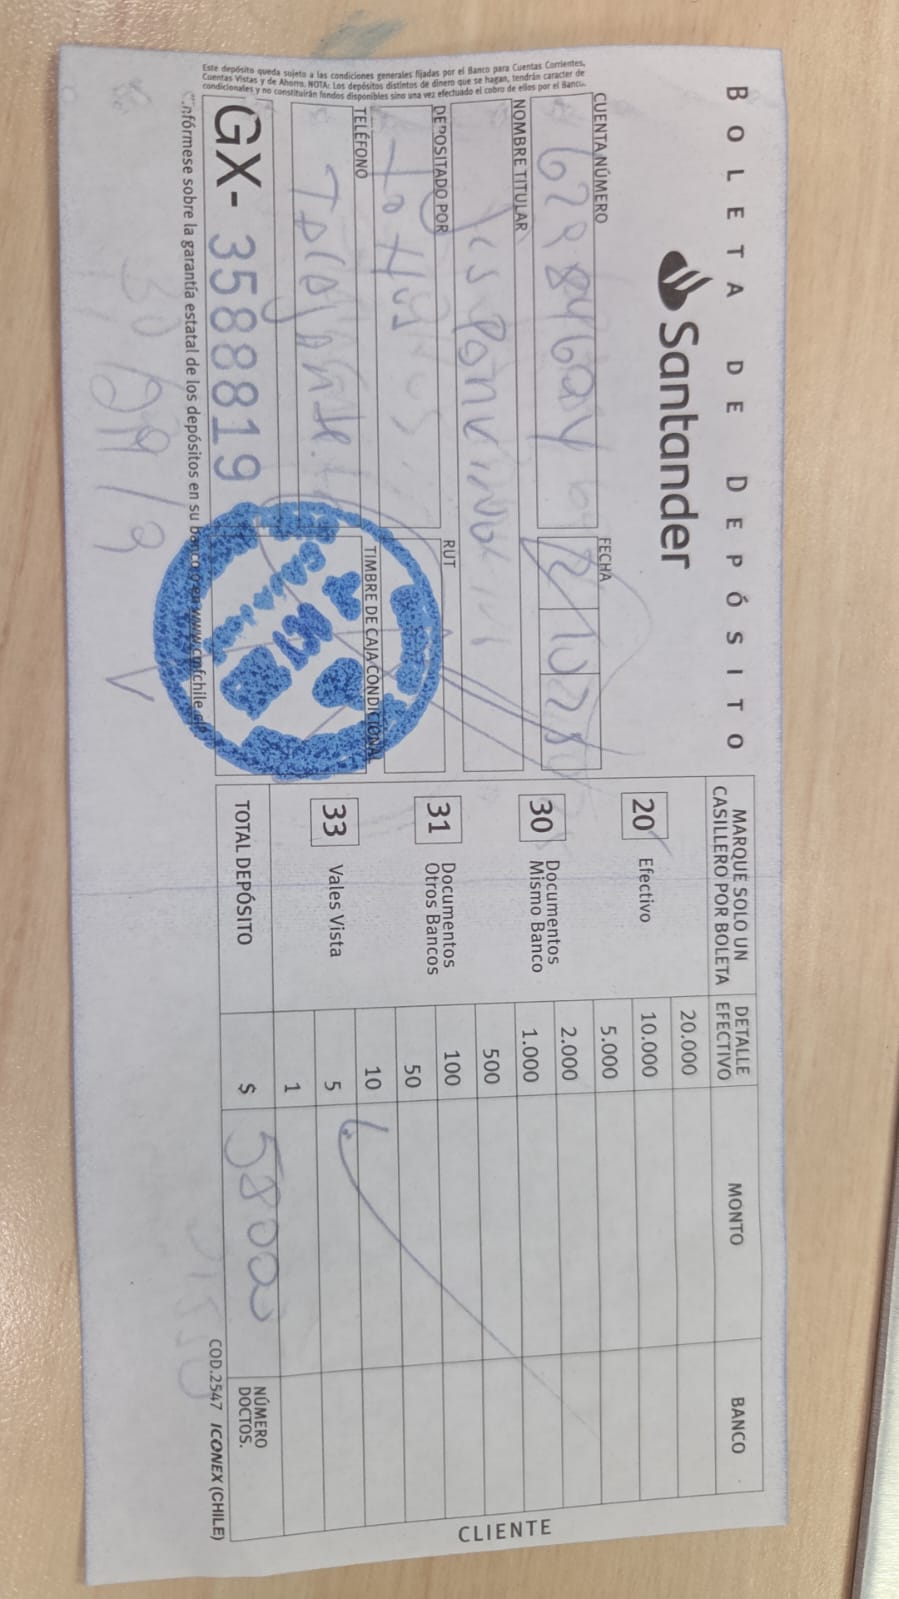 BOLETA DE DEPÓSITO
Santander
CUENTA NÚMERO
FECHA
NOMBRE TITULAR
DEPOSITADO POR
RUT
TELÉFONO
TIMBRE DE CAJA CONDICIONAL
GX- 3588819
Este depósito queda sujeto a las condiciones generales fijadas por el Banco para Cuentas Corrientes,
Cuentas Vistas y de Ahorro. NOTA: Los depósitos distintos de dinero que se hagan, tendrán caracter de
condicionales y no constituirán fondos disponibles sino una vez efectuado el cobro de ellos por el Banco.
Infórmese sobre la garantía estatal de los depósitos en su banco o en www.cmfchile.cl
MARQUE SOLO UN
CASILLERO POR BOLETA
DETALLE
EFECTIVO
MONTO
BANCO
20 Efectivo
30 Documentos
Mismo Banco
31 Documentos
Otros Bancos
33 Vales Vista
20.000
10.000
5.000
2.000
1.000
500
100
50
10
5
1
TOTAL DEPÓSITO $ 58000
NÚMERO
DOCTOS.
COD.2547 ICONEX (CHILE)
CLIENTE